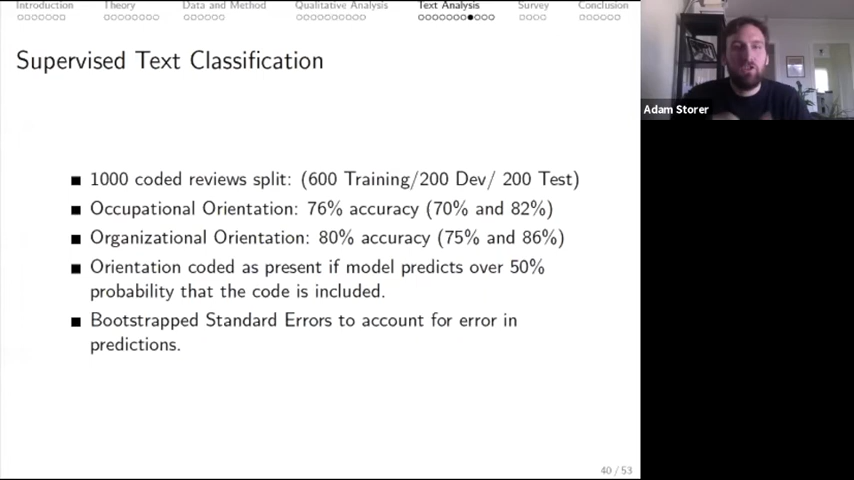 Introduction Theory Data and Method Qualitative Analysis Text Analysis Survey Conclusion
Supervised Text Classification
1000 coded reviews split: (600 Training/200 Dev/ 200 Test)
Occupational Orientation: 76% accuracy (70% and 82%)
Organizational Orientation: 80% accuracy (75% and 86%)
Orientation coded as present if model predicts over 50%
probability that the code is included.
Bootstrapped Standard Errors to account for error in
predictions.
40 / 53
Adam Storer